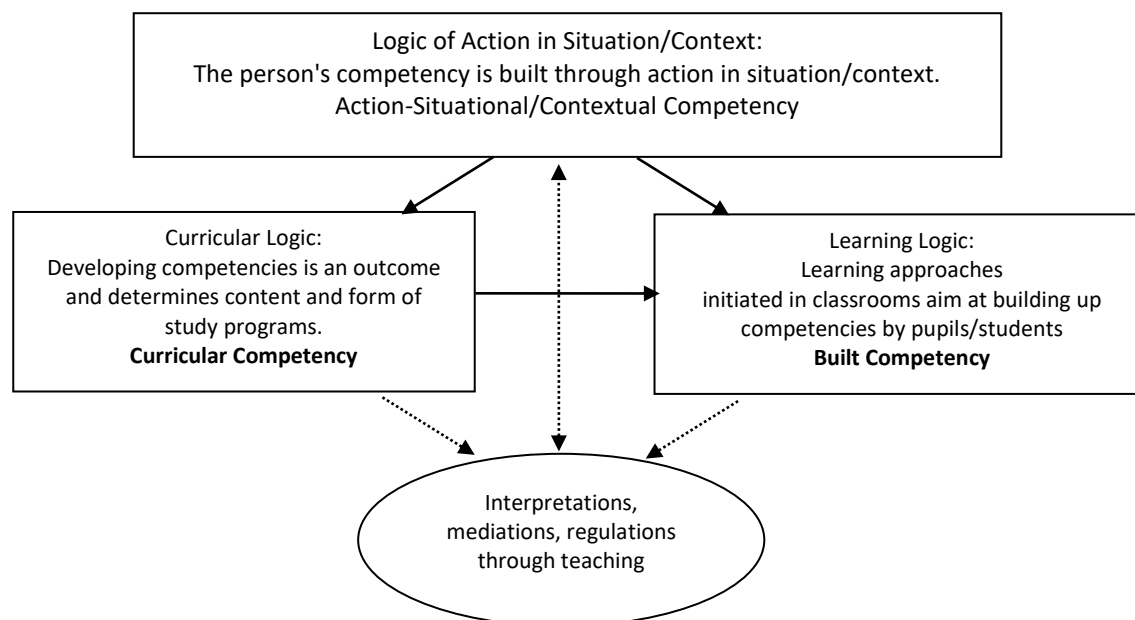 Logic of Action in Situation/Context:
The person's competency is built through action in situation/context.
Action-Situational/Contextual Competency
Curricular Logic:
Developing competencies is an outcome
and determines content and form of
study programs.
Curricular Competency
Learning Logic:
Learning approaches
initiated in classrooms aim at building up
competencies by pupils/students
Built Competency
Interpretations,
mediations, regulations
through teaching